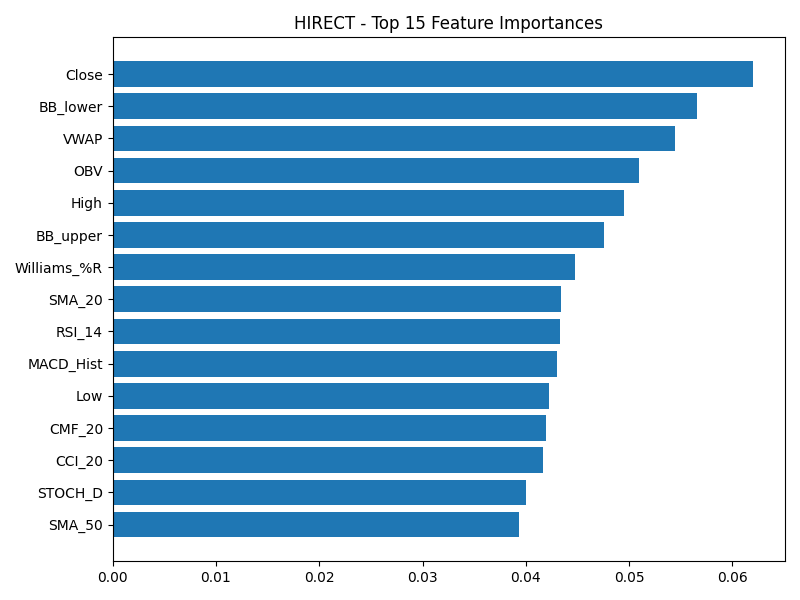 HIRECT - Top 15 Feature Importances
Close
BB_lower
VWAP
OBV
High
BB_upper
Williams_%R
SMA_20
RSI_14
MACD_Hist
Low
CMF_20
CCI_20
STOCH_D
SMA_50
0.00 0.01 0.02 0.03 0.04 0.05 0.06